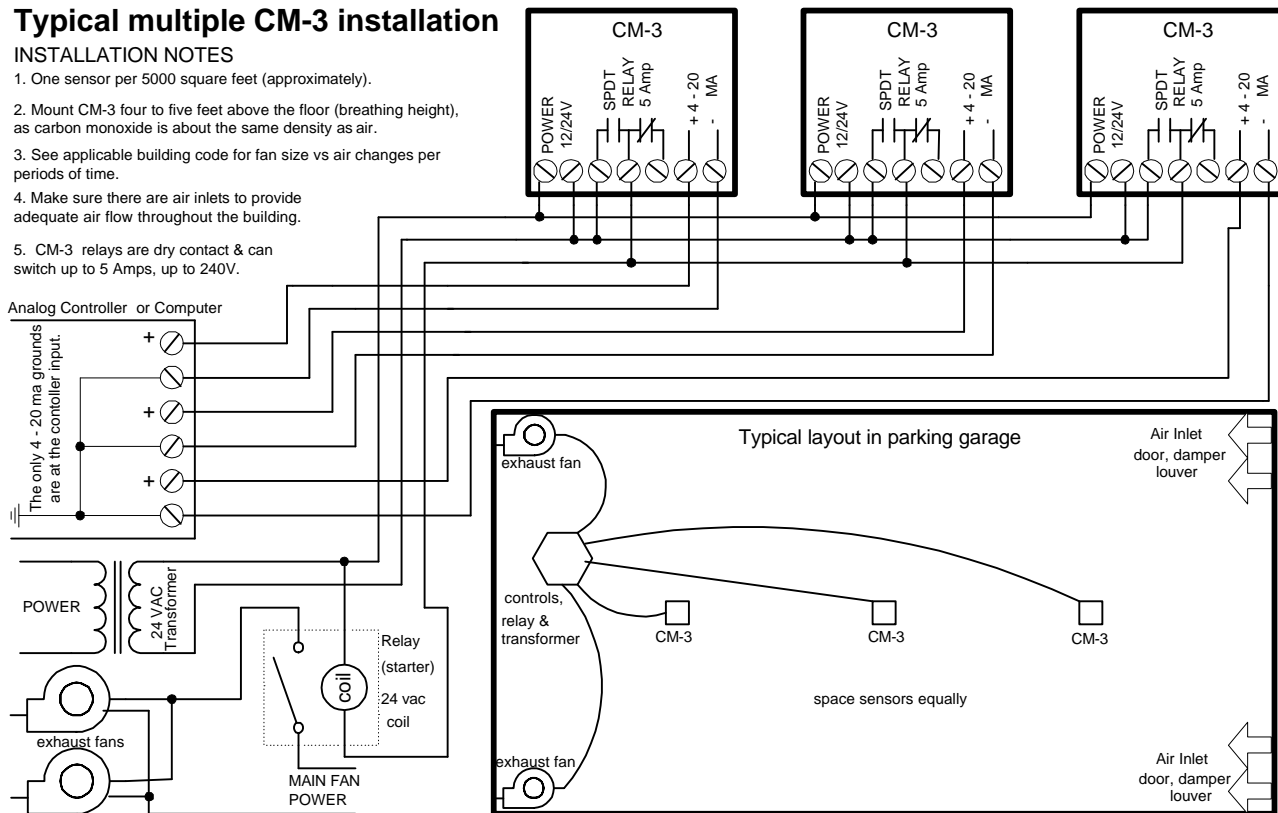 Typical multiple CM-3 installation
INSTALLATION NOTES
1. One sensor per 5000 square feet (approximately).
2. Mount CM-3 four to five feet above the floor (breathing height),
as carbon monoxide is about the same density as air.
3. See applicable building code for fan size vs air changes per
periods of time.
4. Make sure there are air inlets to provide
adequate air flow throughout the building.
5. CM-3 relays are dry contact & can
switch up to 5 Amps, up to 240V.
CM-3
POWER
12/24V
SPDT
RELAY
5 Amp
+ 4 - 20
- MA
CM-3
POWER
12/24V
SPDT
RELAY
5 Amp
+ 4 - 20
- MA
CM-3
POWER
12/24V
SPDT
RELAY
5 Amp
+ 4 - 20
- MA
Analog Controller or Computer
The only 4 - 20 ma grounds
are at the contoller input.
+
+
+
POWER
24 VAC
Transformer
Relay
(starter)
24 vac
coil
coil
exhaust fans
MAIN FAN
POWER
Typical layout in parking garage
exhaust fan
Air Inlet
door, damper
louver
controls,
relay &
transformer
CM-3
CM-3
CM-3
space sensors equally
exhaust fan
Air Inlet
door, damper
louver